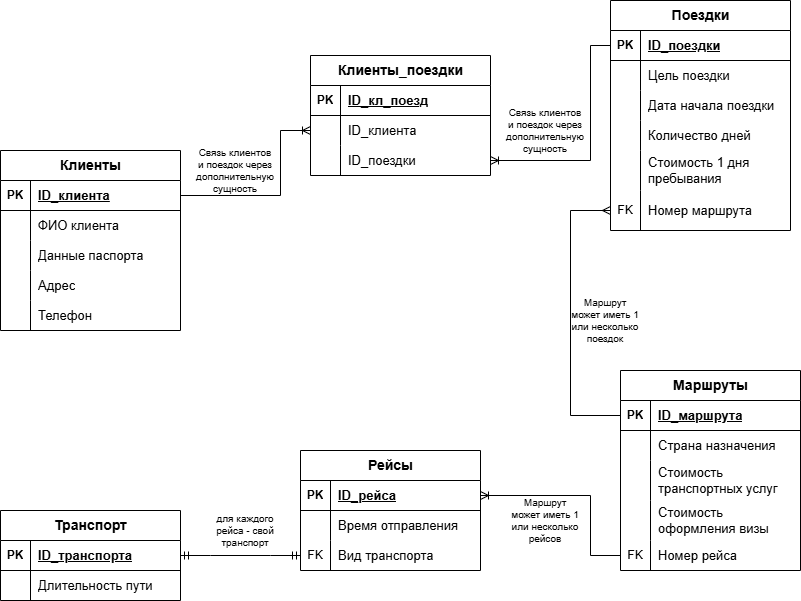 Поездки
PK ID_поездки
Цель поездки
Дата начала поездки
Количество дней
Стоимость 1 дня
пребывания
FK Номер маршрута
Клиенты_поездки
PK ID_кл_поезд
ID_клиента
ID_поездки
Связь клиентов
и поездок через
дополнительную
сущность
Связь клиентов
и поездок через
дополнительную
сущность
Клиенты
PK ID_клиента
ФИО клиента
Данные паспорта
Адрес
Телефон
Маршрут
может иметь 1
или несколько
поездок
Маршруты
PK ID_маршрута
Страна назначения
Стоимость
транспортных услуг
Стоимость
оформления визы
FK Номер рейса
Рейсы
PK ID_рейса
Время отправления
FK Вид транспорта
Маршрут
может иметь 1
или несколько
рейсов
для каждого
рейса - свой
транспорт
Транспорт
PK ID_транспорта
Длительность пути